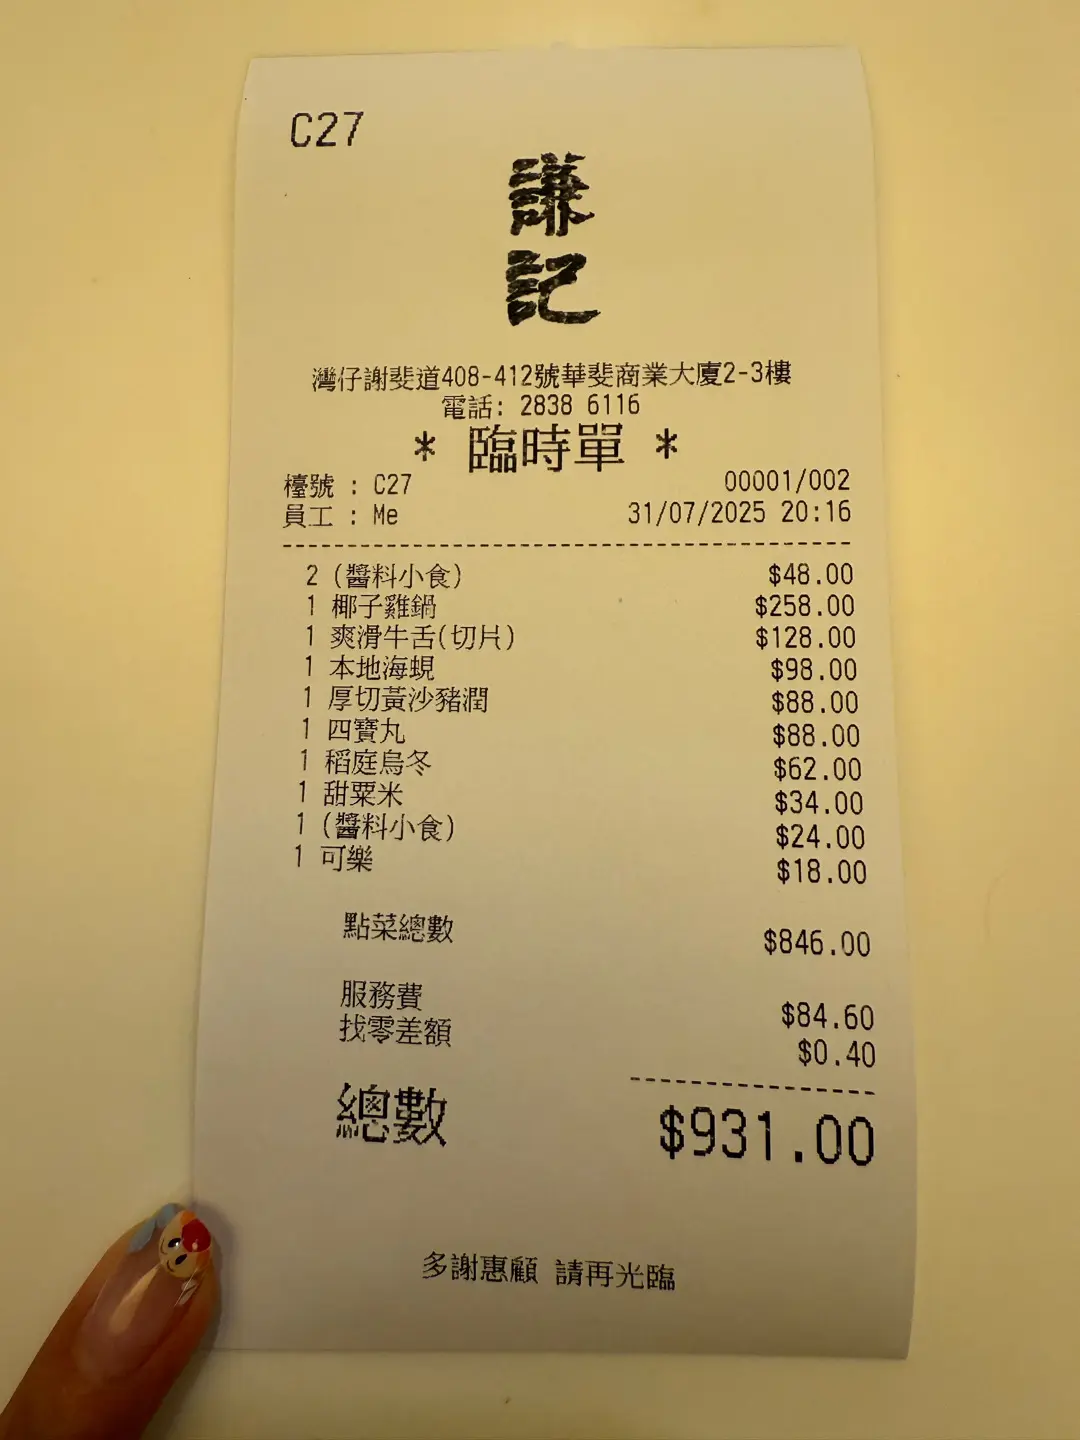 C27
謙
記
灣仔謝斐道408-412號華斐商業大廈2-3樓
電話: 2838 6116
* 臨時單 *
檯號 : C27 00001/002
員工 : Me 31/07/2025 20:16
2 (醬料小食) $48.00
1 椰子雞鍋 $258.00
1 爽滑牛舌(切片) $128.00
1 本地海蜆 $98.00
1 厚切黃沙豬潤 $88.00
1 四寶丸 $88.00
1 稻庭烏冬 $62.00
1 甜粟米 $34.00
1 (醬料小食) $24.00
1 可樂 $18.00
點菜總數 $846.00
服務費 $84.60
找零差額 $0.40
總數 $931.00
多謝惠顧 請再光臨